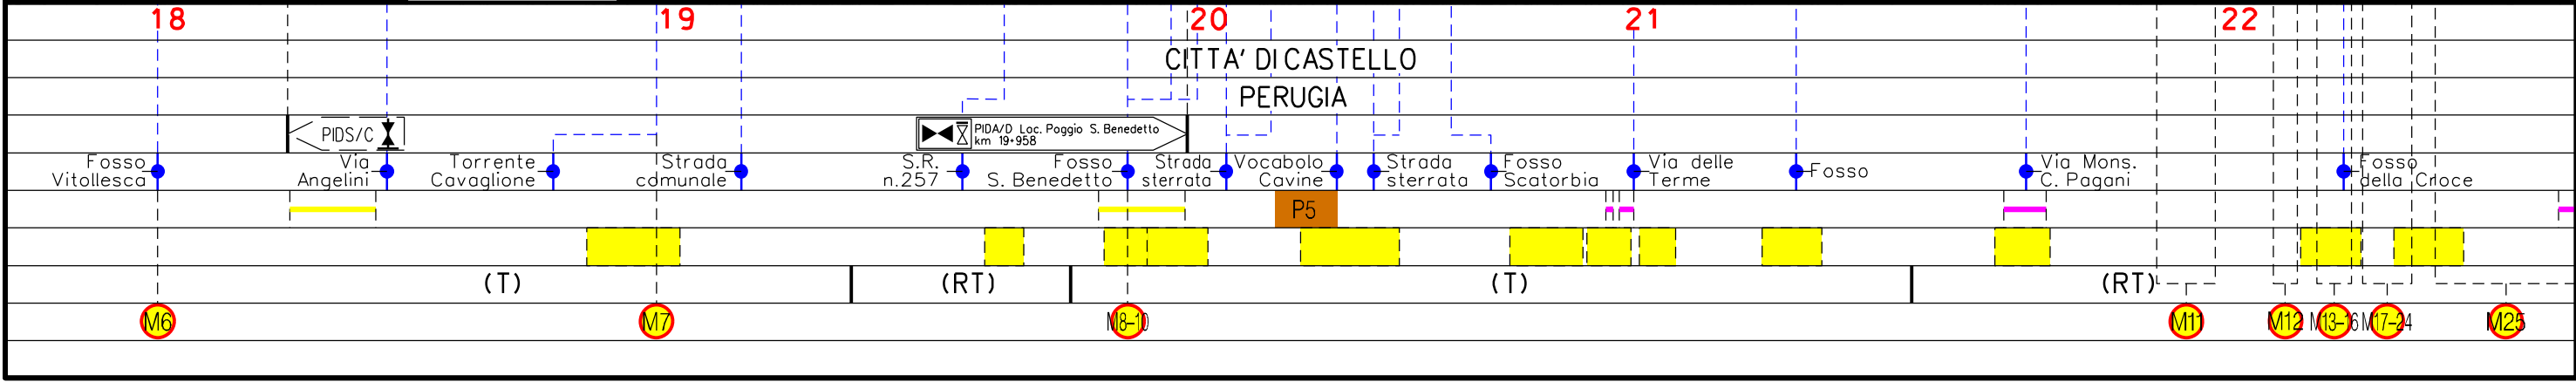 18 19 20 21 22
CITTA' DI CASTELLO
PERUGIA
PIDS/C
PIDA/D Loc. Poggio S. Benedetto
km 19+958
Fosso
Vitollesca
Via
Angelini
Torrente
Cavaglione
Strada
comunale
S.R.
n.257
Fosso
S. Benedetto
Strada
sterrata
Vocabolo
Cavine
Strada
sterrata
Fosso
Scatorbia
Via delle
Terme
Fosso
Via Mons.
C. Pagani
Fosso
della Croce
P5
(T) (RT) (T) (RT)
M6 M7 M8-10 M11 M12 M13-16 M17-24 M25